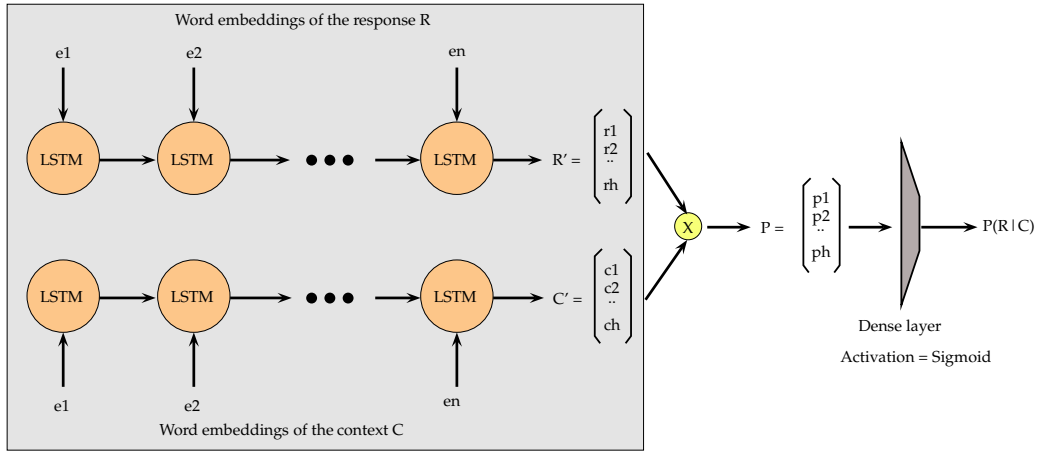 Word embeddings of the response R
e1
e2
en
LSTM
LSTM
LSTM
R' =
r1
r2
..
rh
X
P =
p1
p2
..
ph
P(R|C)
LSTM
LSTM
LSTM
C' =
c1
c2
..
ch
Dense layer
Activation = Sigmoid
e1
e2
en
Word embeddings of the context C